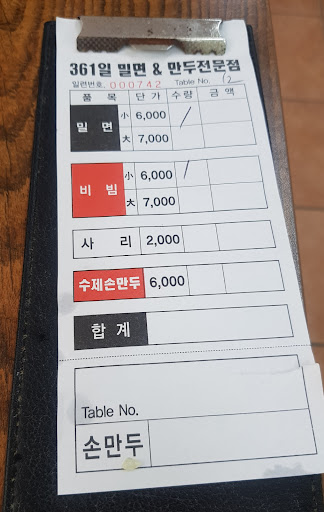 361일 밀면 & 만두전문점
일련번호. 000742 Table No. 12
품 목 단 가 수량 금 액
밀 면 小 6,000 /
大 7,000
비 빔 小 6,000 /
大 7,000
사 리 2,000
수제손만두 6,000
합 계
Table No.
손만두